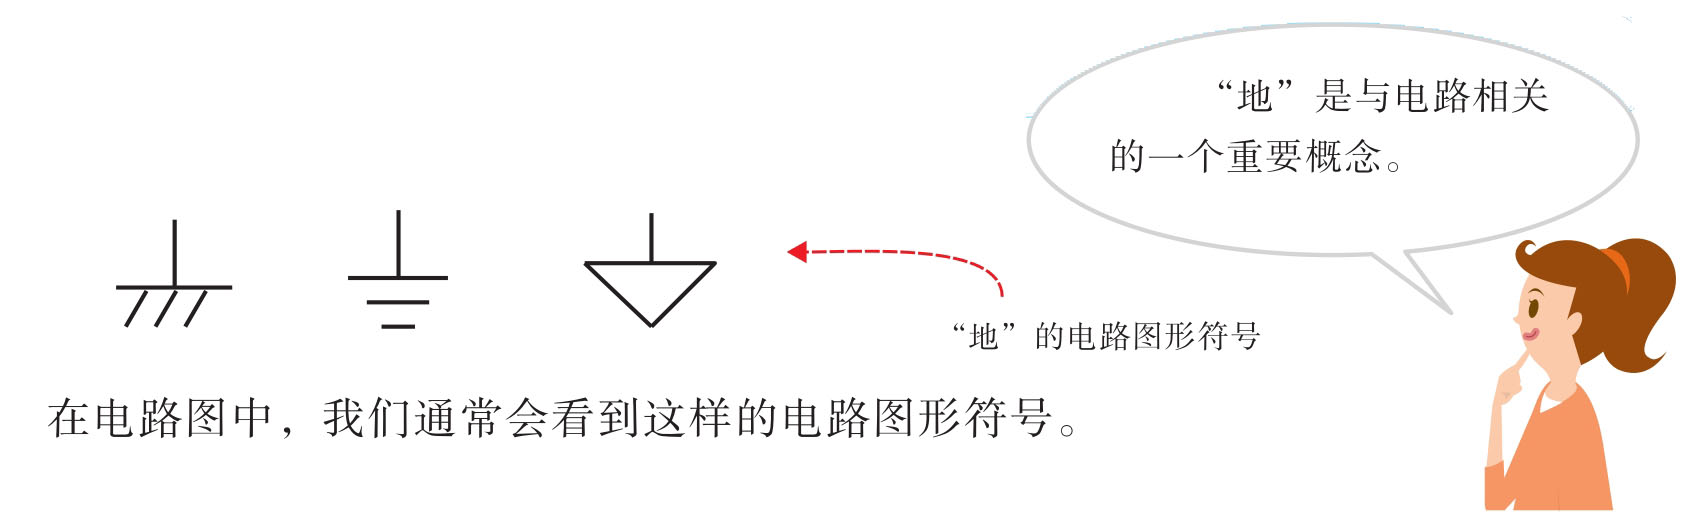 “地”是与电路相关
的一个重要概念。
“地”的电路图形符号
在电路图中，我们通常会看到这样的电路图形符号。